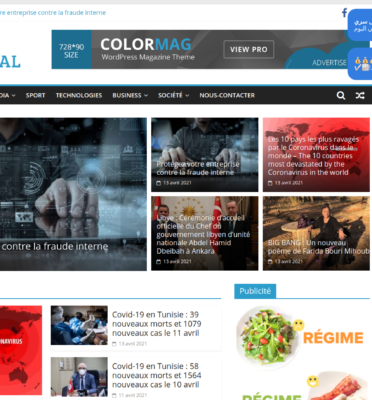 re entreprise contre la fraude interne
سري
اليوم
AL
728*90
SIZE
COLORMAG
WordPress Magazine Theme
VIEW PRO
ADVERTISE
DIA
SPORT
TECHNOLOGIES
BUSINESS
SOCIÉTÉ
NOUS-CONTACTER
contre la fraude interne
Protégez votre entreprise
contre la fraude interne
13 avril 2021
Les 10 pays les plus ravagés
par le Coronavirus dans le
monde – The 10 countries
most devastated by the
Coronavirus in the world
13 avril 2021
Libye : Cérémonie d'accueil
officielle du Chef du
gouvernement libyen d'unité
nationale Abdel Hamid
Dbeibah à Ankara
13 avril 2021
BIG BANG : Un nouveau
poème de Farida Bouri Mihoub
13 avril 2021
ONAVIRUS
Covid-19 en Tunisie : 39
nouveaux morts et 1079
nouveaux cas le 11 avril
13 avril 2021
Covid-19 en Tunisie : 58
nouveaux morts et 1564
nouveaux cas le 10 avril
11 avril 2021
Publicité
RÉGIME
RÉGIME